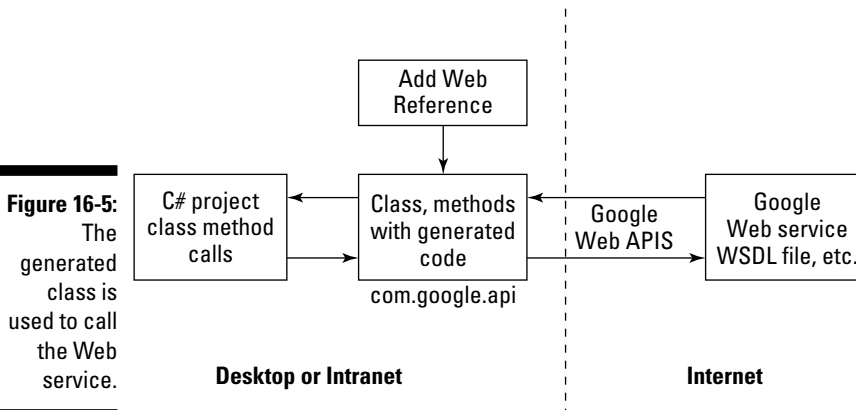 Add Web
Reference
Figure 16-5:
The
generated
class is
used to call
the Web
service.
C# project
class method
calls
Class, methods
with generated
code
com.google.api
Google
Web APIS
Google
Web service
WSDL file, etc.
Desktop or Intranet
Internet